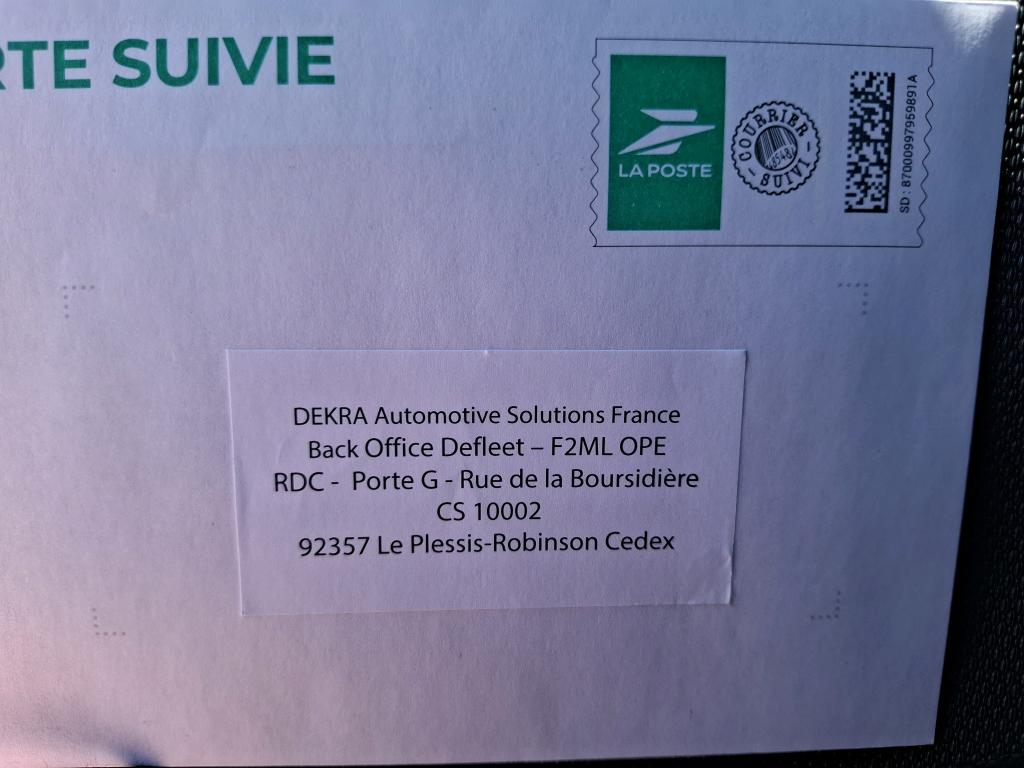 RTE SUIVIE
LA POSTE
COURRIER
SUIVI
SD : 87000997959891A
DEKRA Automotive Solutions France
Back Office Defleet – F2ML OPE
RDC - Porte G - Rue de la Boursidière
CS 10002
92357 Le Plessis-Robinson Cedex